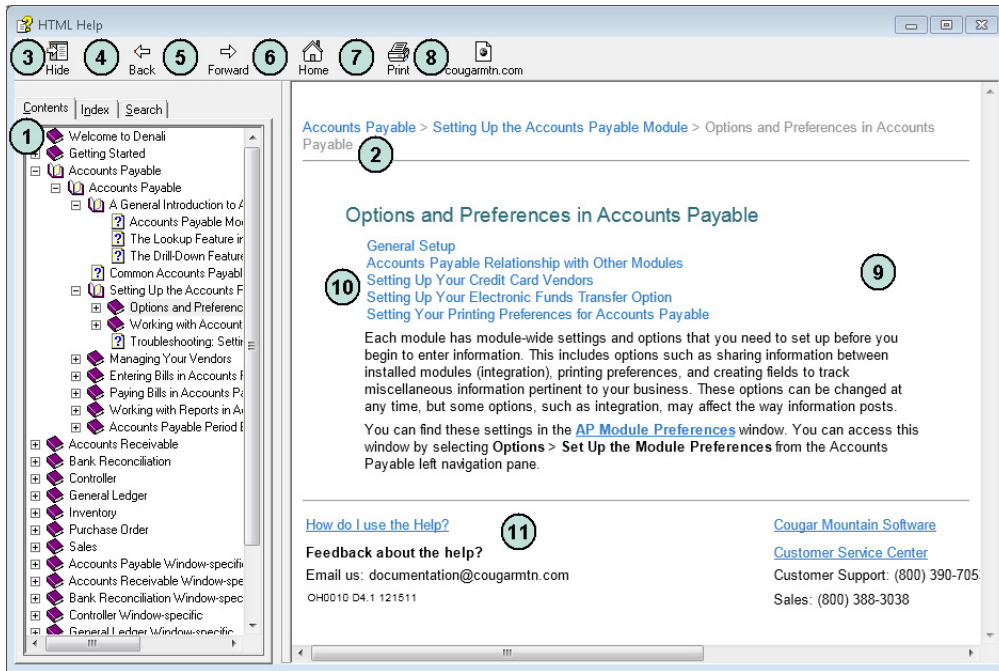 HTML Help
3 Hide 4 Back 5 Forward 6 Home 7 Print 8 cougarmtn.com
Contents Index Search
1
Welcome to Denali
Getting Started
Accounts Payable
Accounts Payable
A General Introduction to A
Accounts Payable Mo
The Lookup Feature in
The Drill-Down Feature
Common Accounts Payabl
Setting Up the Accounts F
Options and Preferenc
Working with Account
Troubleshooting: Settin
Managing Your Vendors
Entering Bills in Accounts F
Paying Bills in Accounts Pa
Working with Reports in A
Accounts Payable Period E
Accounts Receivable
Bank Reconciliation
Controller
General Ledger
Inventory
Purchase Order
Sales
Accounts Payable Window-specifi
Accounts Receivable Window-spe
Bank Reconciliation Window-spec
Controller Window-specific
General Ledger Window-specific
Accounts Payable > Setting Up the Accounts Payable Module > Options and Preferences in Accounts
Payable
2
Options and Preferences in Accounts Payable
General Setup
Accounts Payable Relationship with Other Modules
9
10
Setting Up Your Credit Card Vendors
Setting Up Your Electronic Funds Transfer Option
Setting Your Printing Preferences for Accounts Payable
Each module has module-wide settings and options that you need to set up before you
begin to enter information. This includes options such as sharing information between
installed modules (integration), printing preferences, and creating fields to track
miscellaneous information pertinent to your business. These options can be changed at
any time, but some options, such as integration, may affect the way information posts.
You can find these settings in the AP Module Preferences window. You can access this
window by selecting Options > Set Up the Module Preferences from the Accounts
Payable left navigation pane.
How do I use the Help?
11
Cougar Mountain Software
Feedback about the help?
Customer Service Center
Email us: documentation@cougarmtn.com
Customer Support: (800) 390-705
OH0010 D4.1 121511
Sales: (800) 388-3038